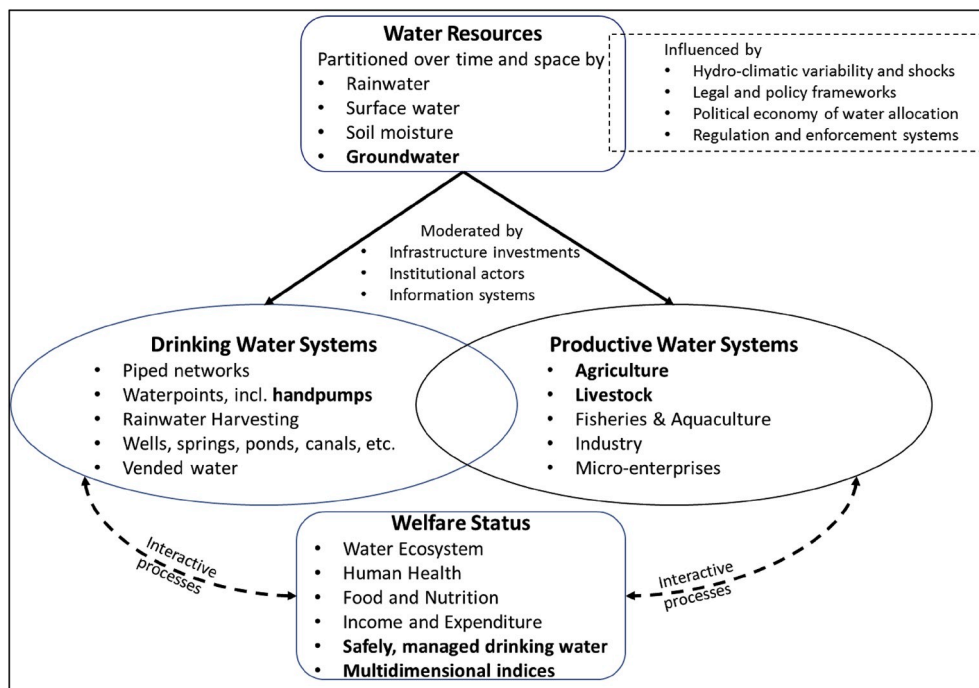 Water Resources
Partitioned over time and space by
• Rainwater
• Surface water
• Soil moisture
• Groundwater
Influenced by
• Hydro-climatic variability and shocks
• Legal and policy frameworks
• Political economy of water allocation
• Regulation and enforcement systems
Moderated by
• Infrastructure investments
• Institutional actors
• Information systems
Drinking Water Systems
• Piped networks
• Waterpoints, incl. handpumps
• Rainwater Harvesting
• Wells, springs, ponds, canals, etc.
• Vended water
Productive Water Systems
• Agriculture
• Livestock
• Fisheries & Aquaculture
• Industry
• Micro-enterprises
Interactive
processes
Welfare Status
• Water Ecosystem
• Human Health
• Food and Nutrition
• Income and Expenditure
• Safely, managed drinking water
• Multidimensional indices
Interactive
processes